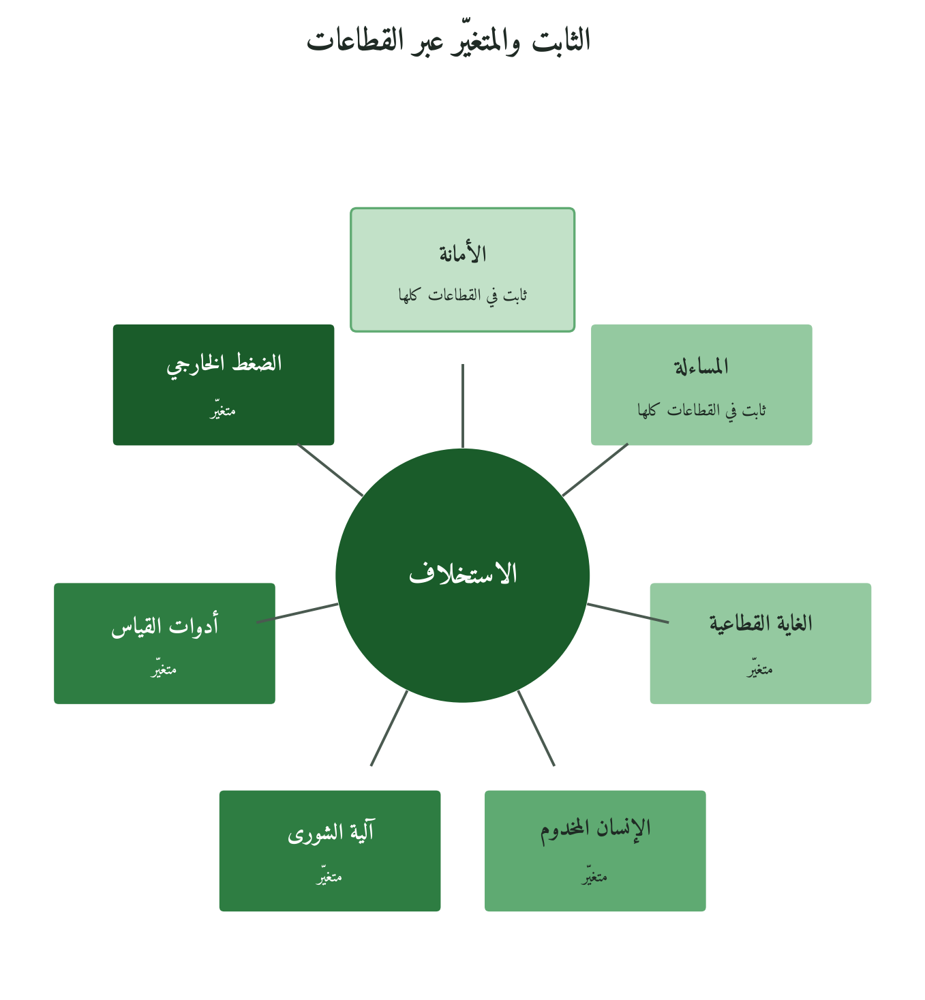 الثابت والمتغيّر عبر القطاعات
الأمانة
ثابت في القطاعات كلها
المساءلة
ثابت في القطاعات كلها
الضغط الخارجي
متغيّر
الاستخلاف
الغاية القطاعية
متغيّر
أدوات القياس
متغيّر
الإنسان المخدوم
متغيّر
آلية الشورى
متغيّر